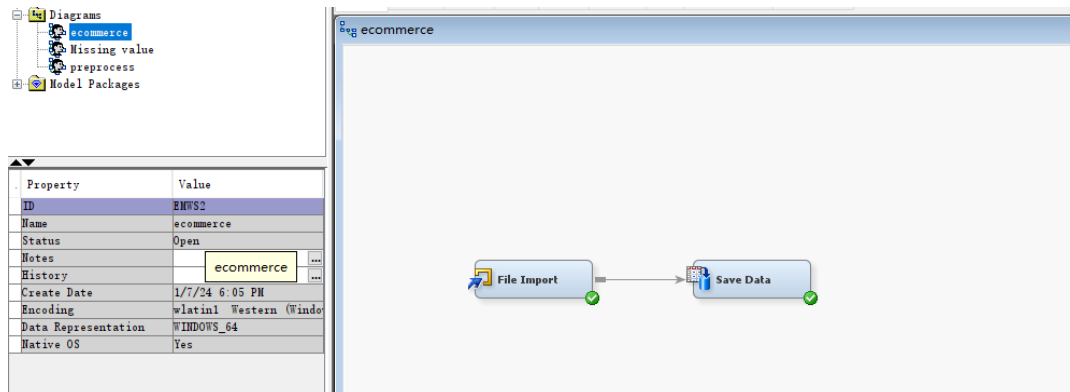 Diagrams
ecommerce
Missing value
preprocess
Model Packages
ecommerce
. Property Value
ID EMWS2
Name ecommerce
Status Open
Notes ...
ecommerce
History ...
Create Date 1/7/24 6:05 PM
Encoding wlatin1 Western (Windo
Data Representation WINDOWS_64
Native OS Yes
File Import
Save Data